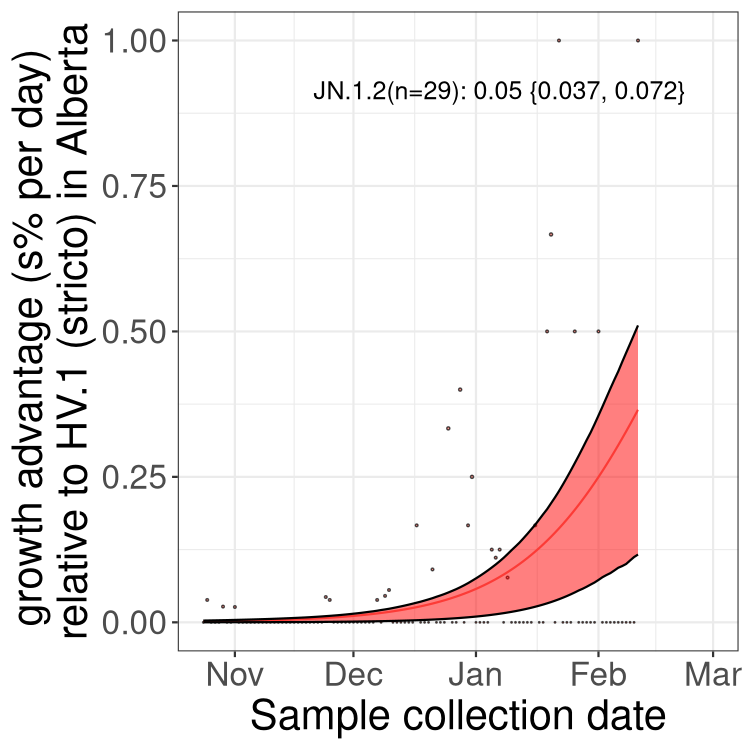 growth advantage (s% per day)
relative to HV.1 (stricto) in Alberta
1.00
0.75
0.50
0.25
0.00
JN.1.2(n=29): 0.05 {0.037, 0.072}
Nov Dec Jan Feb Mar
Sample collection date